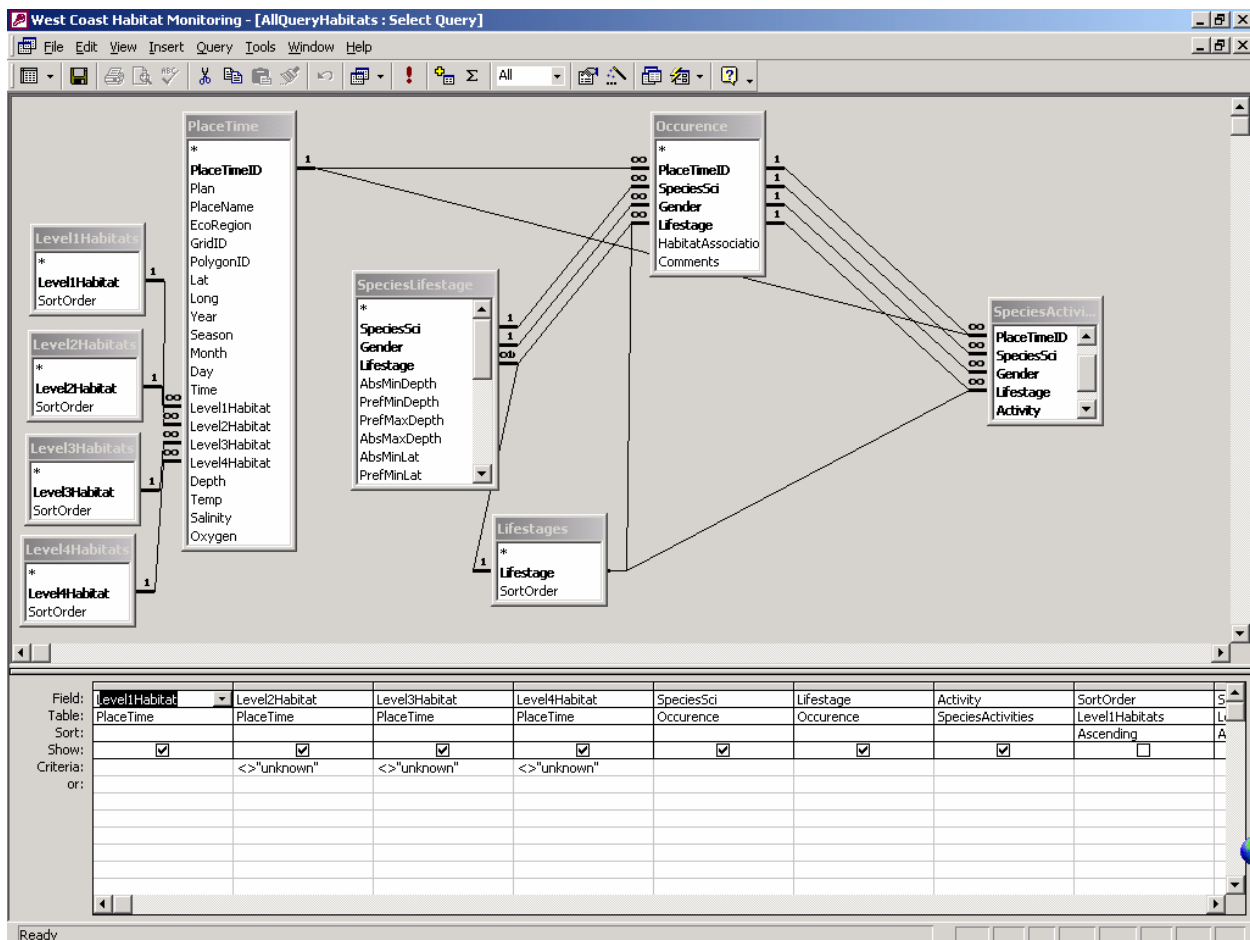 West Coast Habitat Monitoring - [AllQueryHabitats : Select Query]
File Edit View Insert Query Tools Window Help
All
PlaceTime
*
PlaceTimeID
Plan
PlaceName
EcoRegion
GridID
PolygonID
Lat
Long
Year
Season
Month
Day
Time
Level1Habitat
Level2Habitat
Level3Habitat
Level4Habitat
Depth
Temp
Salinity
Oxygen
Level1Habitats
*
Level1Habitat
SortOrder
Level2Habitats
*
Level2Habitat
SortOrder
Level3Habitats
*
Level3Habitat
SortOrder
Level4Habitats
*
Level4Habitat
SortOrder
SpeciesLifestage
*
SpeciesSci
Gender
Lifestage
AbsMinDepth
PrefMinDepth
PrefMaxDepth
AbsMaxDepth
AbsMinLat
PrefMinLat
Lifestages
*
Lifestage
SortOrder
Occurence
*
PlaceTimeID
SpeciesSci
Gender
Lifestage
HabitatAssociatio
Comments
SpeciesActivi...
PlaceTimeID
SpeciesSci
Gender
Lifestage
Activity
Field: Level1Habitat Level2Habitat Level3Habitat Level4Habitat SpeciesSci Lifestage Activity SortOrder S
Table: PlaceTime PlaceTime PlaceTime PlaceTime Occurence Occurence SpeciesActivities Level1Habitats L
Sort: Ascending A
Show:
Criteria: <>"unknown" <>"unknown" <>"unknown"
or:
Ready